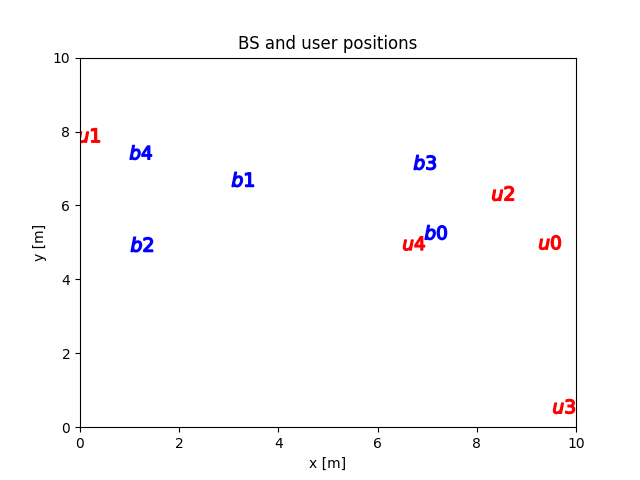 BS and user positions
10
u1
8
b4
b3
b1
u2
6
b0
b2
u4
u0
y [m]
4
2
u3
0
0 2 4 6 8 10
x [m]